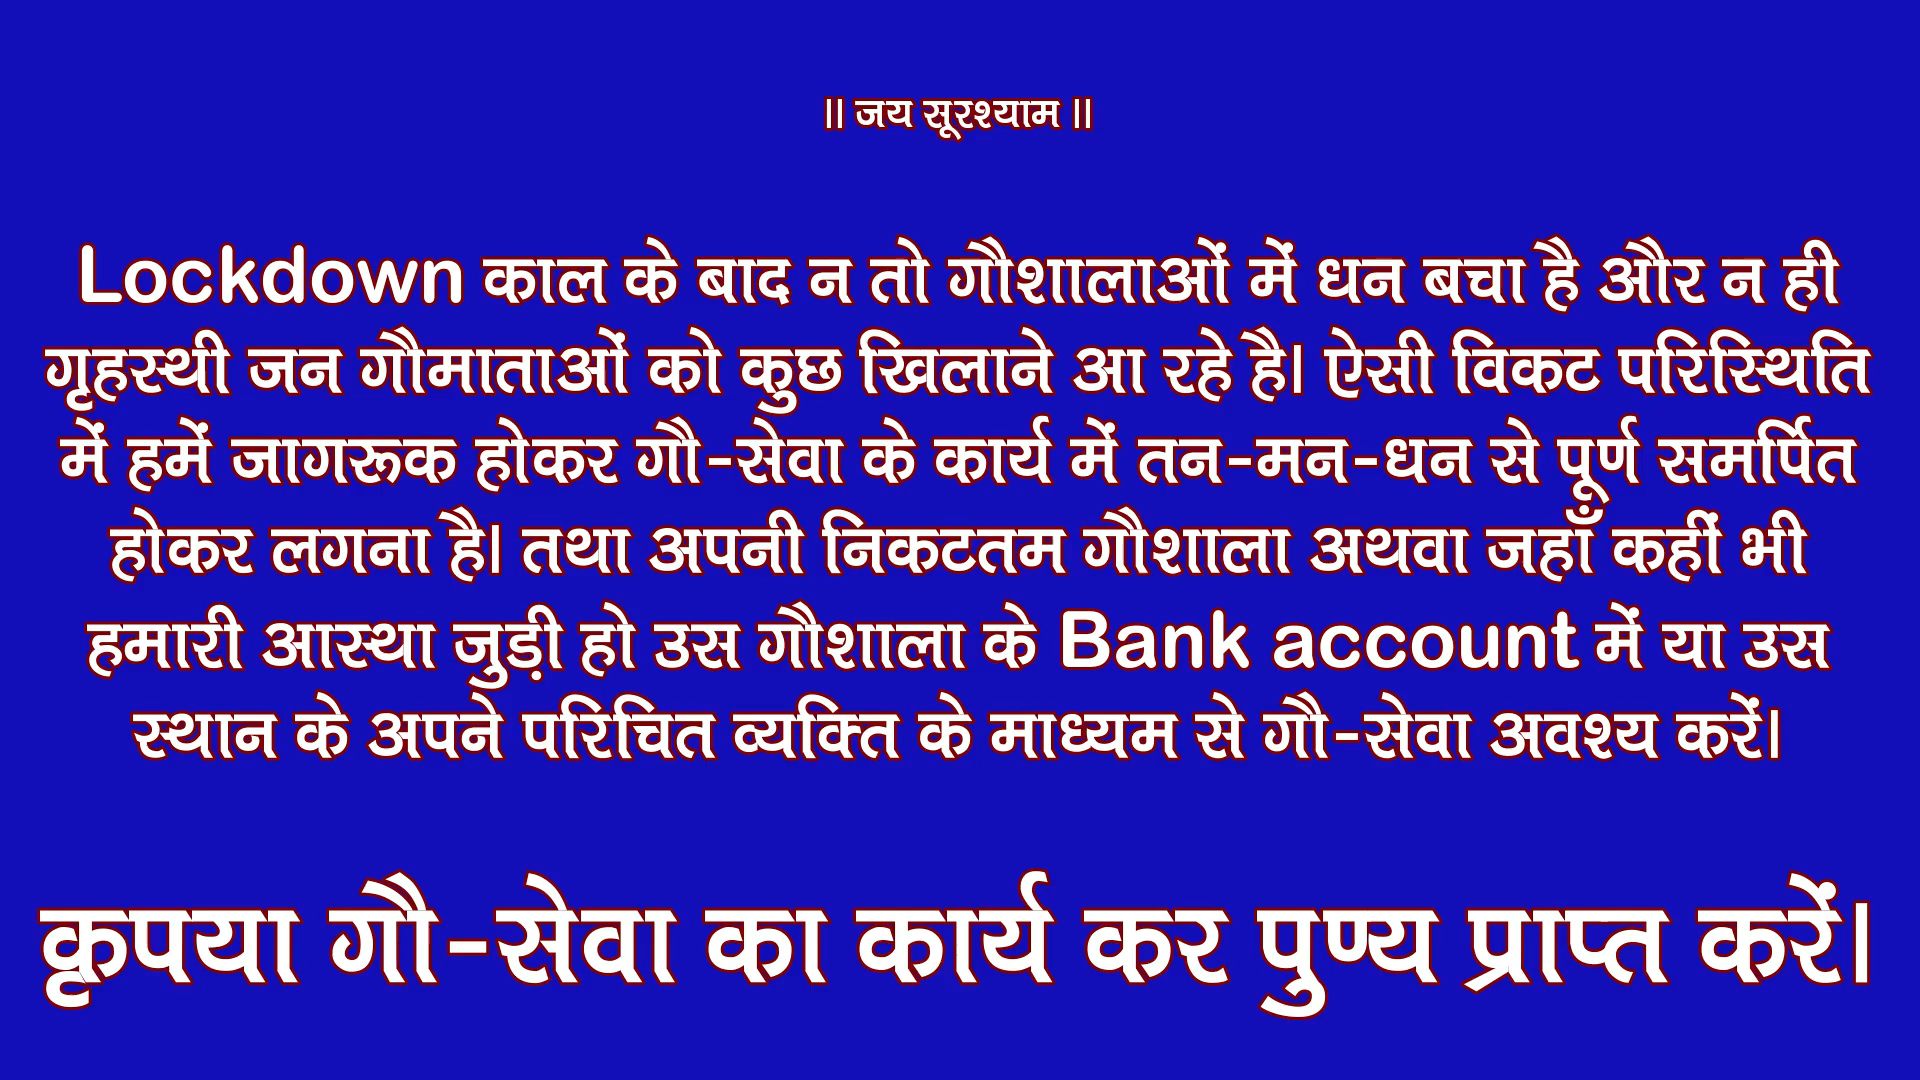 ॥ जय सूरश्याम ॥
Lockdown काल के बाद न तो गौशालाओं में धन बचा है और न ही
गृहस्थी जन गौमाताओं को कुछ खिलाने आ रहे है। ऐसी विकट परिस्थिति
में हमें जागरूक होकर गौ-सेवा के कार्य में तन-मन-धन से पूर्ण समर्पित
होकर लगना है। तथा अपनी निकटतम गौशाला अथवा जहाँ कहीं भी
हमारी आस्था जुड़ी हो उस गौशाला के Bank account में या उस
स्थान के अपने परिचित व्यक्ति के माध्यम से गौ-सेवा अवश्य करें।
कृपया गौ-सेवा का कार्य कर पुण्य प्राप्त करें।